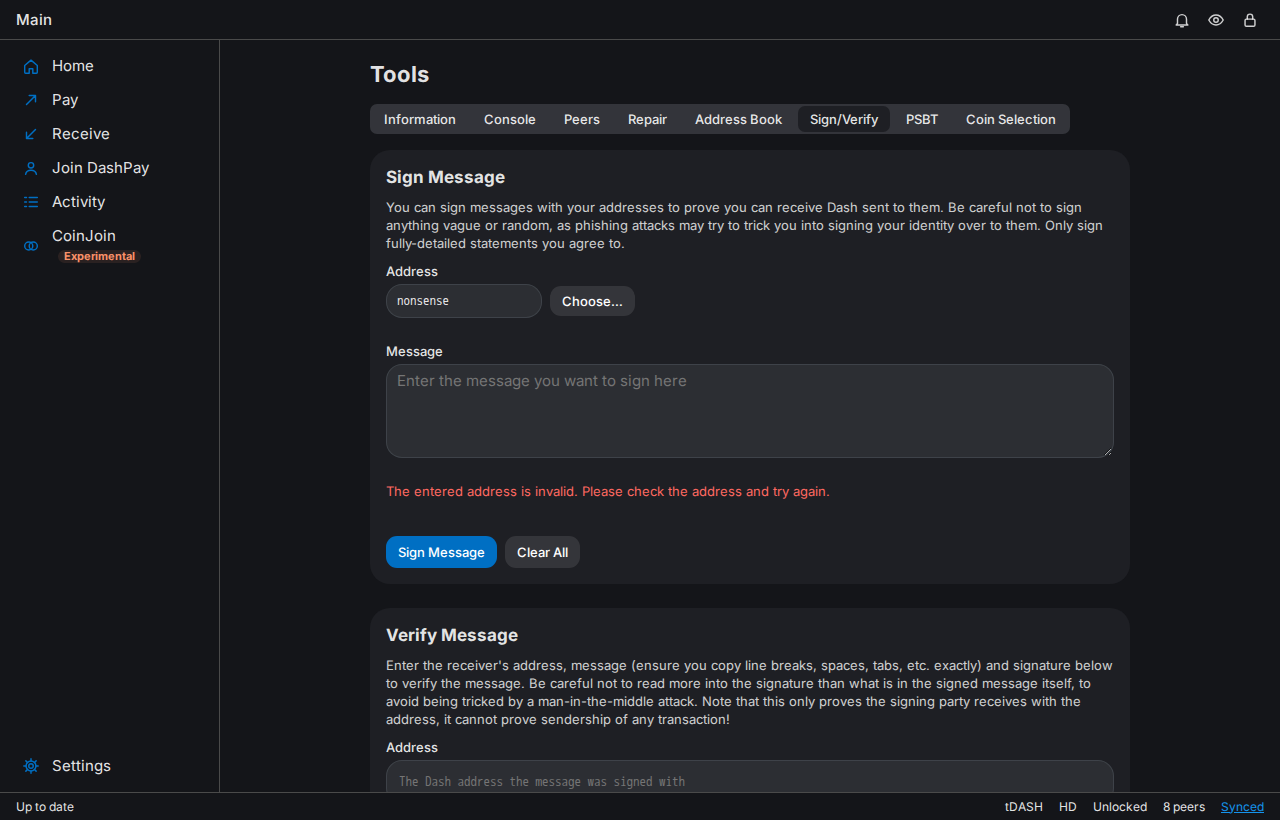 Main
Home
Pay
Receive
Join DashPay
Activity
CoinJoin
Experimental
Settings
Tools
Information Console Peers Repair Address Book Sign/Verify PSBT Coin Selection
Sign Message
You can sign messages with your addresses to prove you can receive Dash sent to them. Be careful not to sign
anything vague or random, as phishing attacks may try to trick you into signing your identity over to them. Only sign
fully-detailed statements you agree to.
Address
nonsense Choose...
Message
Enter the message you want to sign here
The entered address is invalid. Please check the address and try again.
Sign Message Clear All
Verify Message
Enter the receiver's address, message (ensure you copy line breaks, spaces, tabs, etc. exactly) and signature below
to verify the message. Be careful not to read more into the signature than what is in the signed message itself, to
avoid being tricked by a man-in-the-middle attack. Note that this only proves the signing party receives with the
address, it cannot prove sendership of any transaction!
Address
The Dash address the message was signed with
Up to date tDASH HD Unlocked 8 peers Synced